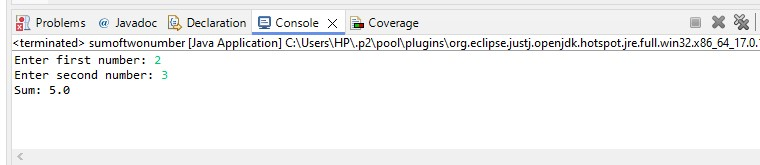 Problems @ Javadoc Declaration Console Coverage
<terminated> sumoftwonumber [Java Application] C:\Users\HP\.p2\pool\plugins\org.eclipse.justj.openjdk.hotspot.jre.full.win32.x86_64_17.0.
Enter first number: 2
Enter second number: 3
Sum: 5.0